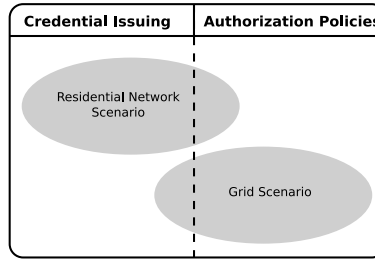 Credential Issuing
Authorization Policies
Residential Network
Scenario
Grid Scenario